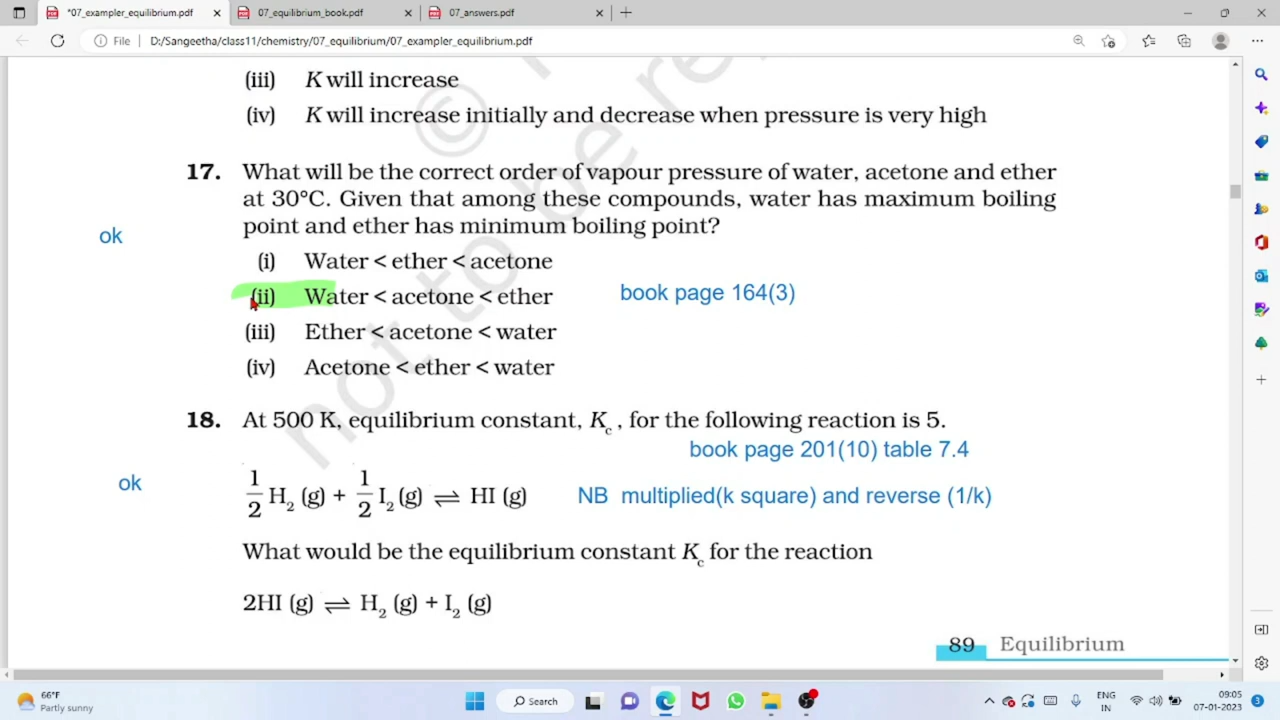 *07_exampler_equilibrium.pdf
07_equilibrium_book.pdf
07_answers.pdf
File
D:/Sangeetha/class11/chemistry/07_equilibrium/07_exampler_equilibrium.pdf
(iii) K will increase
(iv) K will increase initially and decrease when pressure is very high
17. What will be the correct order of vapour pressure of water, acetone and ether
at 30°C. Given that among these compounds, water has maximum boiling
point and ether has minimum boiling point?
ok
(i) Water < ether < acetone
(ii) Water < acetone < ether
book page 164(3)
(iii) Ether < acetone < water
(iv) Acetone < ether < water
18. At 500 K, equilibrium constant, Kc , for the following reaction is 5.
book page 201(10) table 7.4
ok
1/2 H2 (g) + 1/2 I2 (g) ⇌ HI (g)
NB multiplied(k square) and reverse (1/k)
What would be the equilibrium constant Kc for the reaction
2HI (g) ⇌ H2 (g) + I2 (g)
89 Equilibrium
not to be re
©
66°F
Partly sunny
Search
ENG
IN
09:05
07-01-2023
3